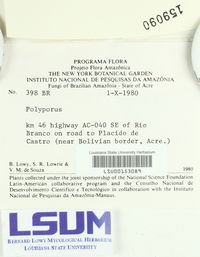 159090
PROGRAMA FLORA
Projeto Flora Amazônica
THE NEW YORK BOTANICAL GARDEN
INSTITUTO NACIONAL DE PESQUISAS DA AMAZÔNIA
Fungi of Brazilian Amazônia - State of Acre
No. 398 BR 1-X-1980
Polyporus
km 46 highway AC-040 SE of Rio
Branco on road to Placido de
Castro (near Bolivian border, Acre.)
Louisiana State University Herbarium
B. Lowy, S. R. Lowrie &
V. M. de Souza
LSU00163089
1980
Plants collected under the joint sponsorship of the National Science Foundation
Latin-American collaborative program and the Conselho Nacional de
Desenvolvimento Cientifico e Tecnológico in collaboration with the Instituto
Nacional de Pesquisas da Amazônia-Manaus.
LSUM
BERNARD LOWY MYCOLOGICAL HERBARIUM
LOUISIANA STATE UNIVERSITY